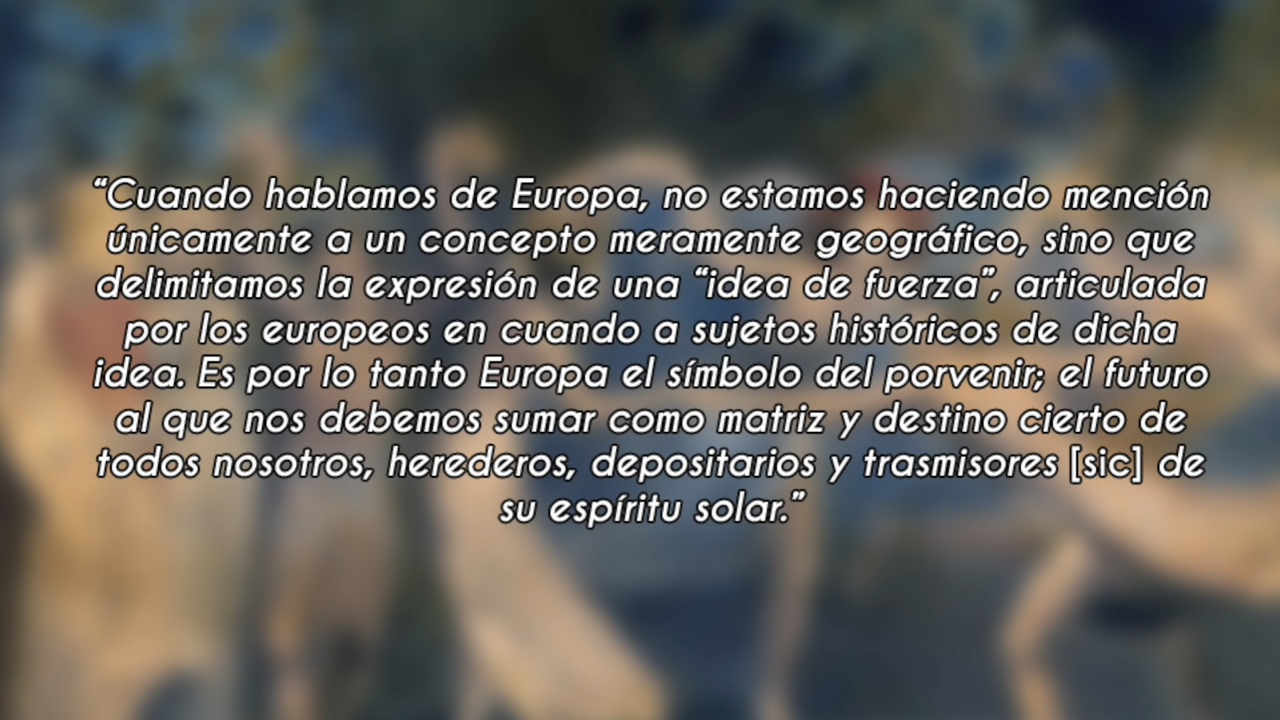 “Cuando hablamos de Europa, no estamos haciendo mención
únicamente a un concepto meramente geográfico, sino que
delimitamos la expresión de una “idea de fuerza”, articulada
por los europeos en cuando a sujetos históricos de dicha
idea. Es por lo tanto Europa el símbolo del porvenir; el futuro
al que nos debemos sumar como matriz y destino cierto de
todos nosotros, herederos, depositarios y trasmisores [sic] de
su espíritu solar.”